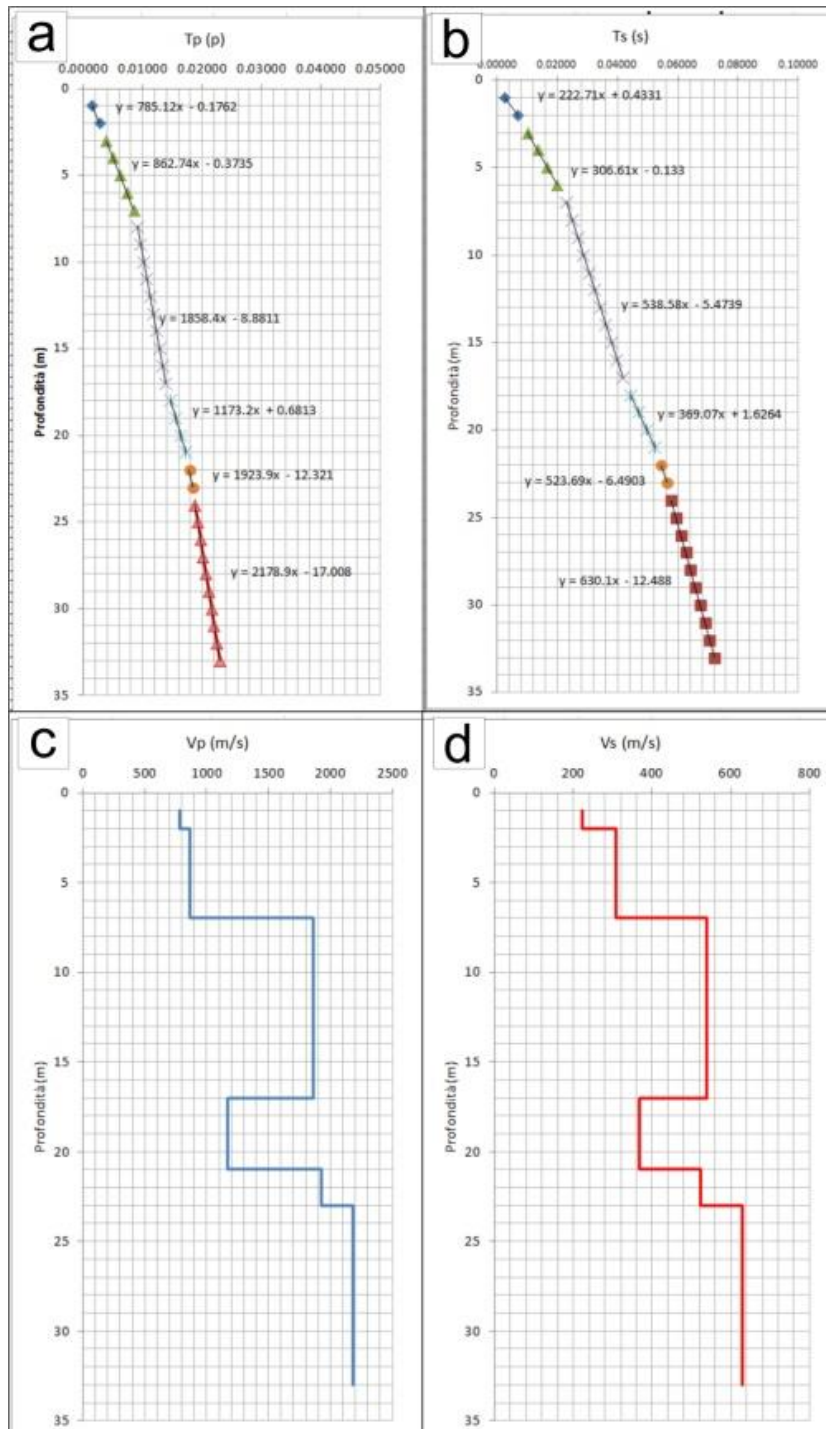 a
Tp (p)
0.00000 0.01000 0.02000 0.03000 0.04000 0.05000
0
5
10
15
20
25
30
35
Profondità (m)
y = 785.12x - 0.1762
y = 862.74x - 0.3735
y = 1858.4x - 8.8811
y = 1173.2x + 0.6813
y = 1923.9x - 12.321
y = 2178.9x - 17.008
b
Ts (s)
0.00000 0.02000 0.04000 0.06000 0.08000 0.10000
0
5
10
15
20
25
30
35
Profondità (m)
y = 222.71x + 0.4331
y = 306.61x - 0.133
y = 538.58x - 5.4739
y = 369.07x + 1.6264
y = 523.69x - 6.4903
y = 630.1x - 12.488
c
Vp (m/s)
0 500 1000 1500 2000 2500
0
5
10
15
20
25
30
35
Profondità (m)
d
Vs (m/s)
0 200 400 600 800
0
5
10
15
20
25
30
35
Profondità (m)